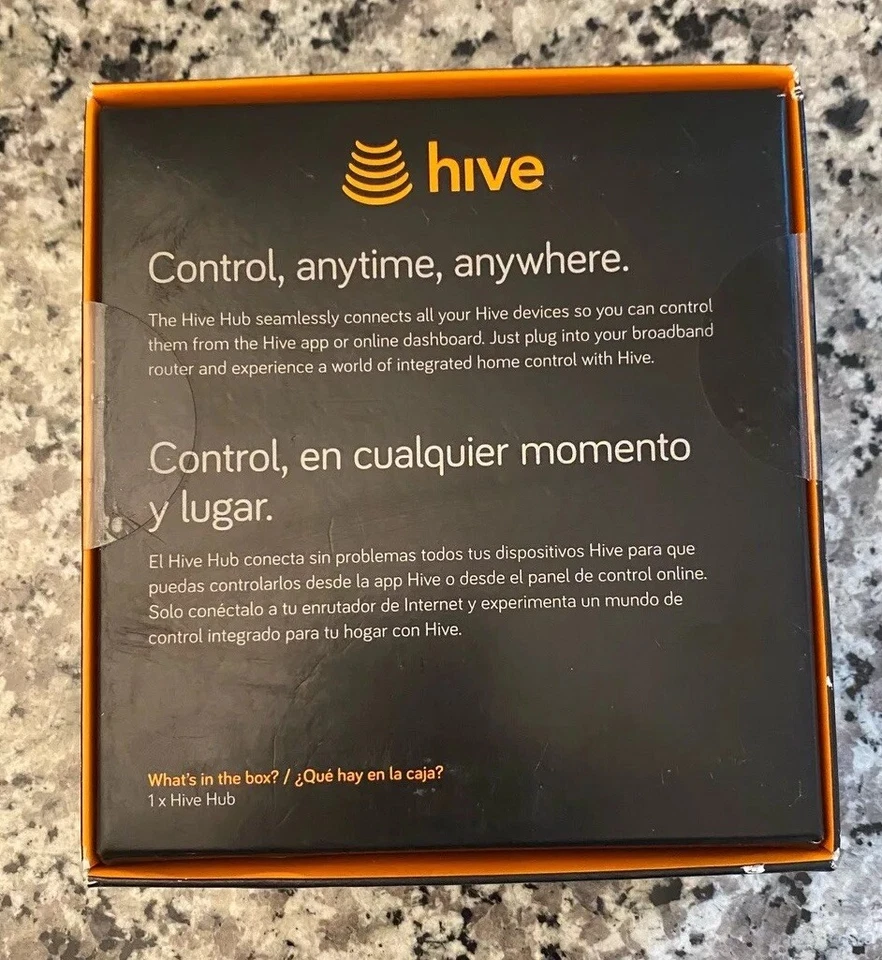 hive
Control, anytime, anywhere.
The Hive Hub seamlessly connects all your Hive devices so you can control
them from the Hive app or online dashboard. Just plug into your broadband
router and experience a world of integrated home control with Hive.
Control, en cualquier momento
y lugar.
El Hive Hub conecta sin problemas todos tus dispositivos Hive para que
puedas controlarlos desde la app Hive o desde el panel de control online.
Solo conéctalo a tu enrutador de Internet y experimenta un mundo de
control integrado para tu hogar con Hive.
What's in the box? / ¿Qué hay en la caja?
1 x Hive Hub